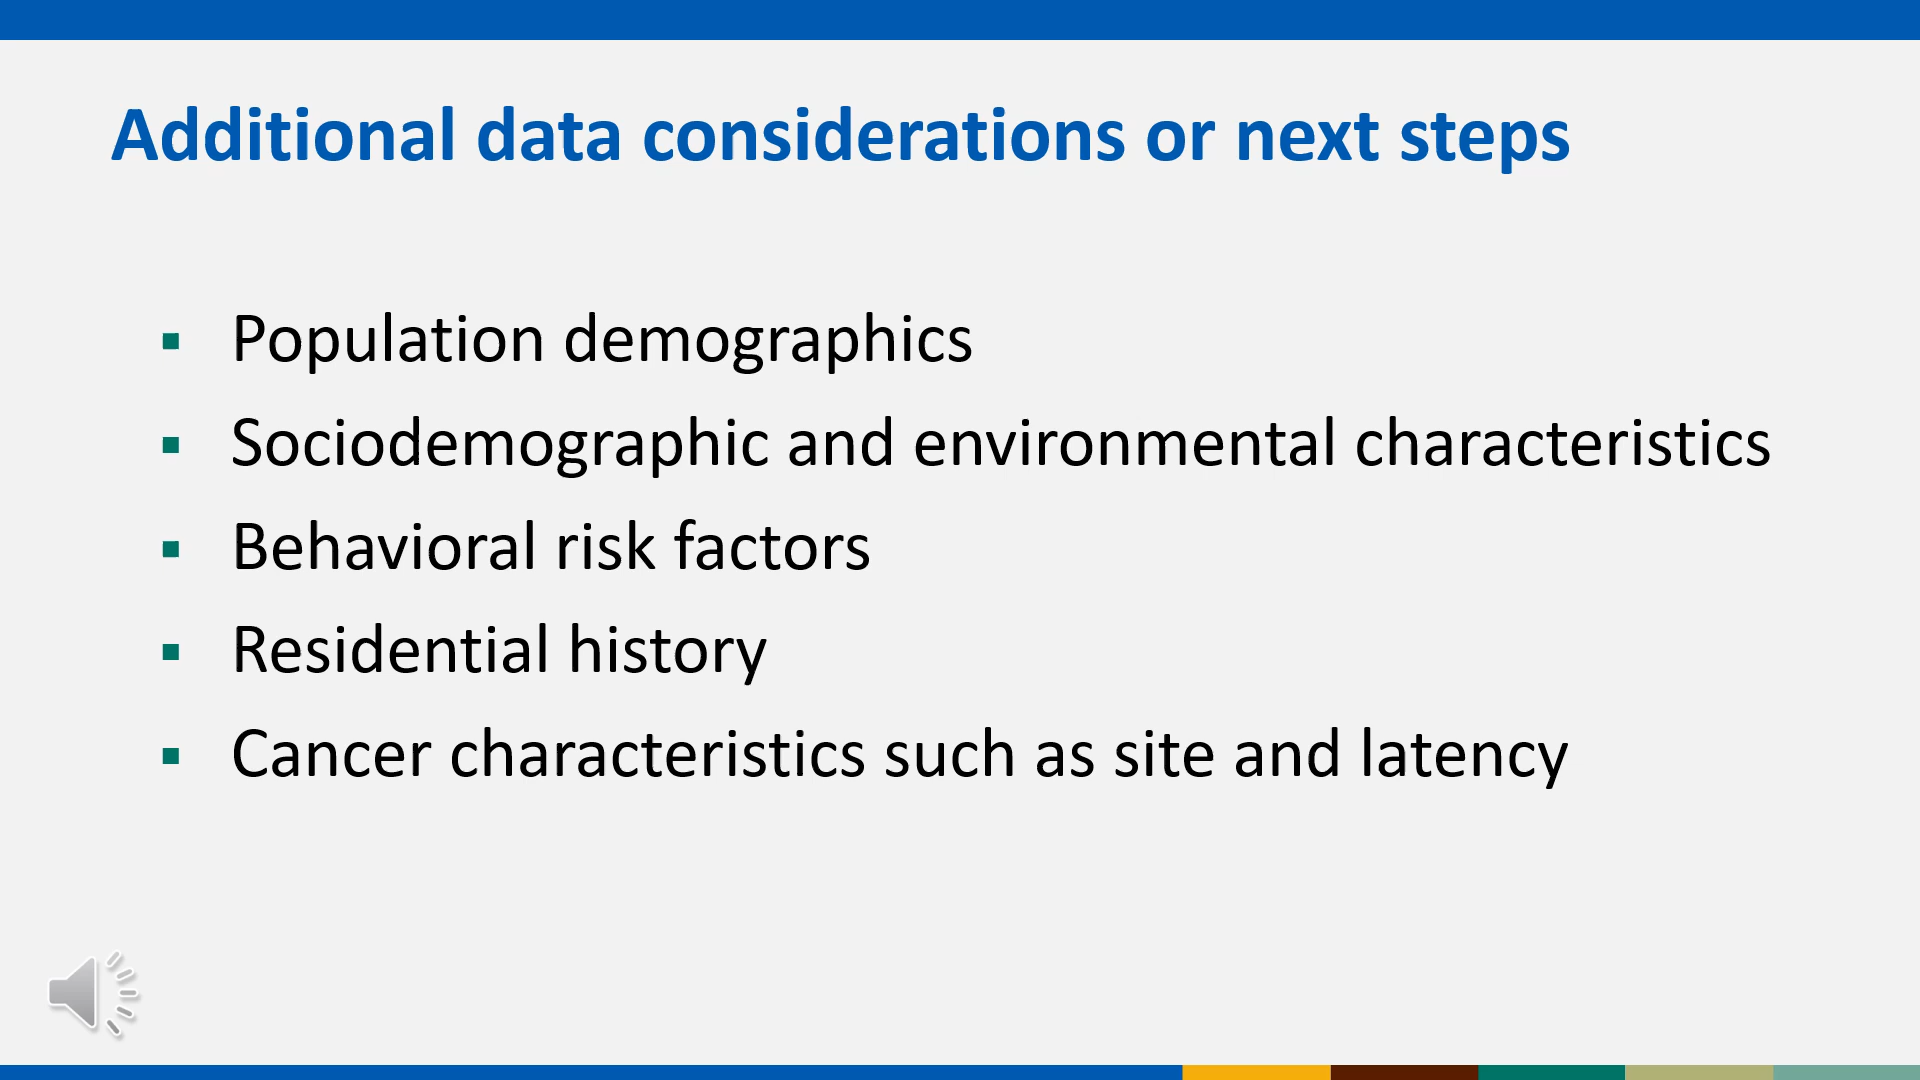 Additional data considerations or next steps
▪ Population demographics
▪ Sociodemographic and environmental characteristics
▪ Behavioral risk factors
▪ Residential history
▪ Cancer characteristics such as site and latency